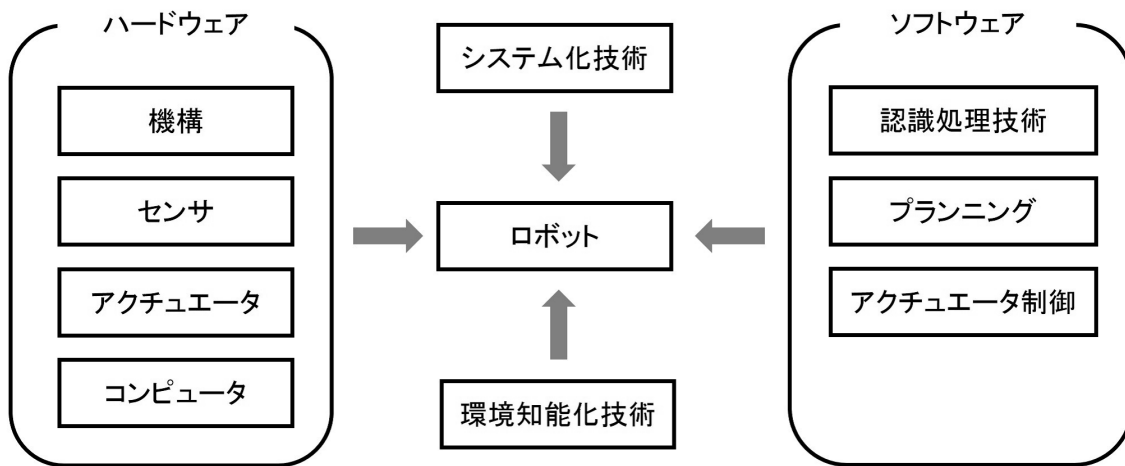 ハードウェア
機構
センサ
アクチュエータ
コンピュータ
システム化技術
ロボット
環境知能化技術
ソフトウェア
認識処理技術
プランニング
アクチュエータ制御